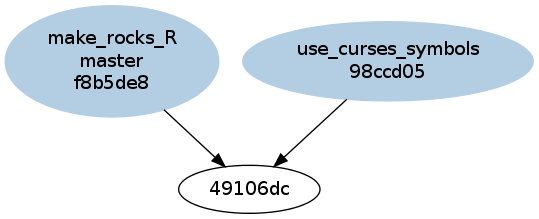 make_rocks_R
master
f8b5de8
use_curses_symbols
98ccd05
49106dc